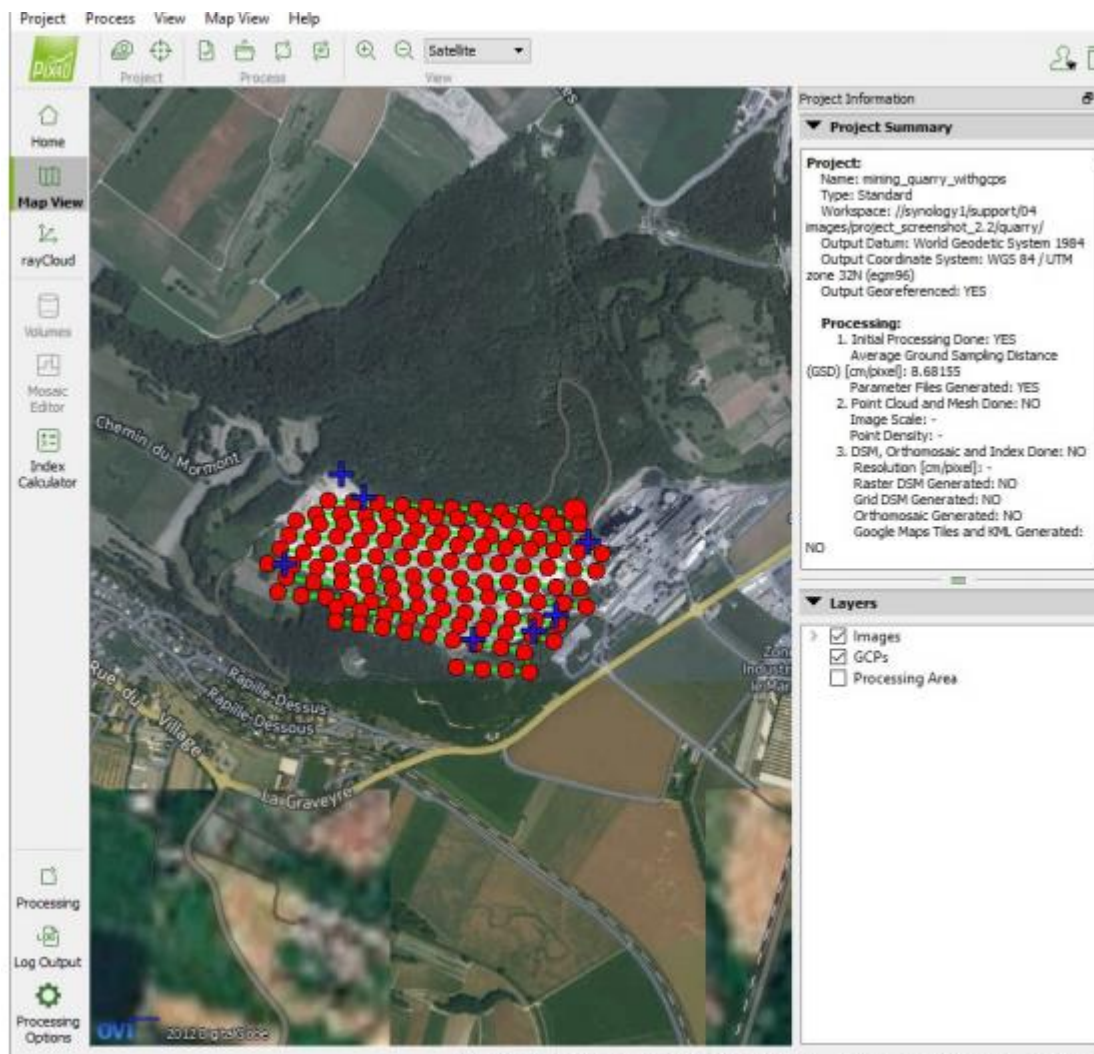 Project Process View Map View Help
PIX4D
Satellite
Project
Process
View
Home
Map View
rayCloud
Volumes
Mosaic
Editor
Index
Calculator
Processing
Log Output
Processing
Options
Chemin du Mormont
Rapille-Dessus
Rapille-Dessous
Rue du Village
La Graveyre
Zone
Industri
le Mar
OVI
2012 DigitalGlobe
Project Information
Project Summary
Project:
Name: mining_quarry_withgcps
Type: Standard
Workspace: //synology1/support/04
images/project_screenshot_2.2/quarry/
Output Datum: World Geodetic System 1984
Output Coordinate System: WGS 84 / UTM
zone 32N (egm96)
Output Georeferenced: YES
Processing:
1. Initial Processing Done: YES
Average Ground Sampling Distance
(GSD) [cm/pixel]: 8.68155
Parameter Files Generated: YES
2. Point Cloud and Mesh Done: NO
Image Scale: -
Point Density: -
3. DSM, Orthomosaic and Index Done: NO
Resolution [cm/pixel]: -
Raster DSM Generated: NO
Grid DSM Generated: NO
Orthomosaic Generated: NO
Google Maps Tiles and KML Generated:
NO
Layers
Images
GCPs
Processing Area